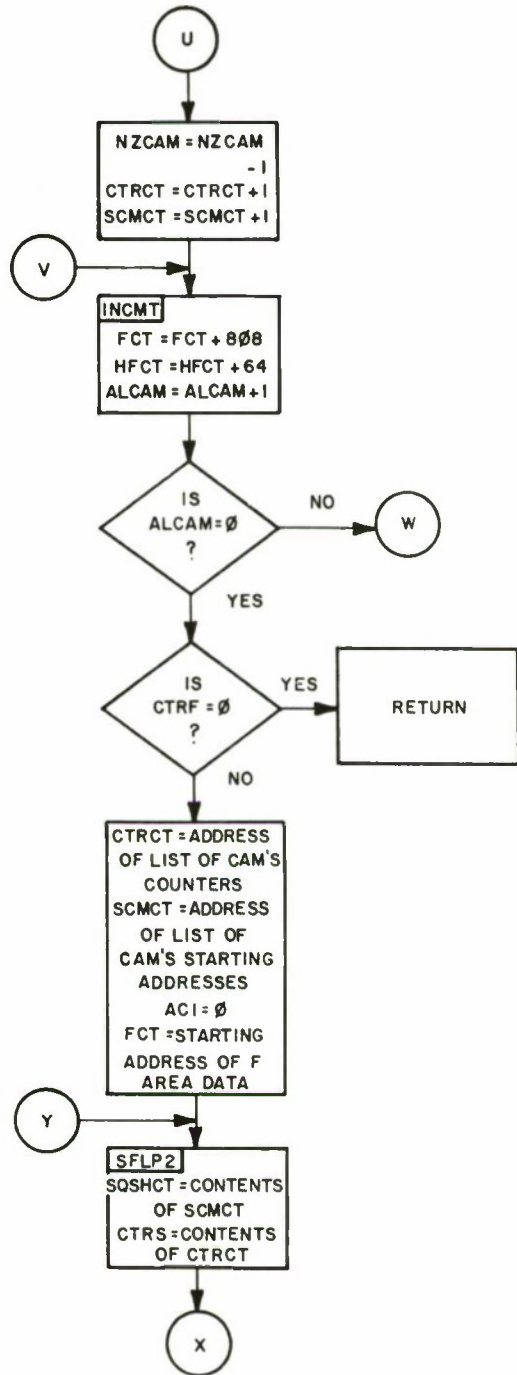 U
NZCAM = NZCAM
- 1
CTRCT = CTRCT + 1
SCMCT = SCMCT + 1
V
INCMT
FCT = FCT + 8Ø8
HFCT = HFCT + 64
ALCAM = ALCAM + 1
IS
ALCAM = Ø
?
NO
W
YES
IS
CTRF = Ø
?
YES
RETURN
NO
CTRCT = ADDRESS
OF LIST OF CAM'S
COUNTERS
SCMCT = ADDRESS
OF LIST OF
CAM'S STARTING
ADDRESSES
ACI = Ø
FCT = STARTING
ADDRESS OF F
AREA DATA
Y
SFLP2
SQSHCT = CONTENTS
OF SCMCT
CTRS = CONTENTS
OF CTRCT
X